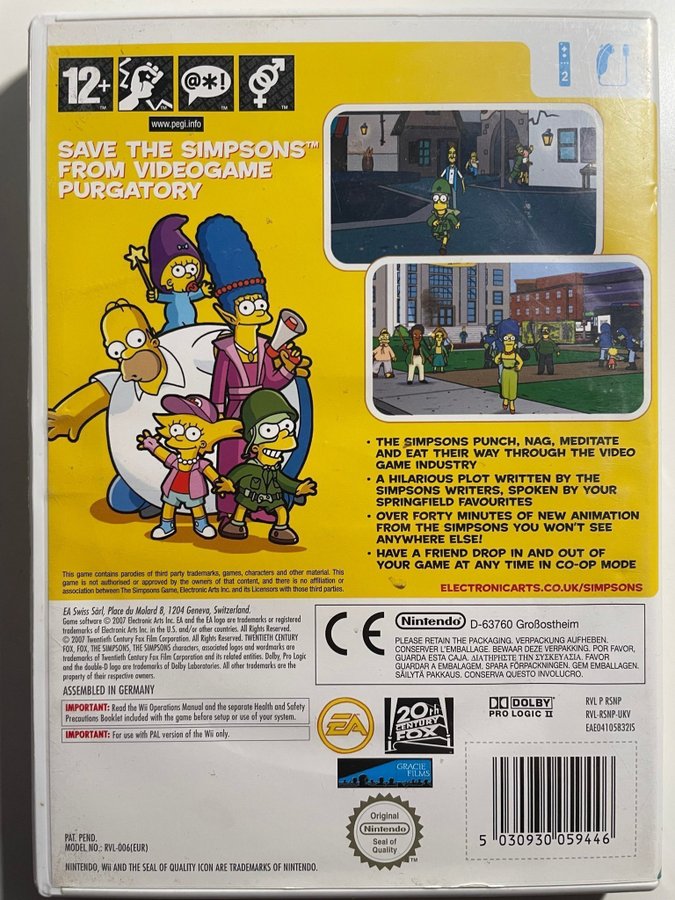 12+
TM
TM
@*!
TM
TM
www.pegi.info
2
SAVE THE SIMPSONS™
FROM VIDEOGAME
PURGATORY
• THE SIMPSONS PUNCH, NAG, MEDITATE
AND EAT THEIR WAY THROUGH THE VIDEO
GAME INDUSTRY
• A HILARIOUS PLOT WRITTEN BY THE
SIMPSONS WRITERS, SPOKEN BY YOUR
SPRINGFIELD FAVOURITES
• OVER FORTY MINUTES OF NEW ANIMATION
FROM THE SIMPSONS YOU WON'T SEE
ANYWHERE ELSE!
• HAVE A FRIEND DROP IN AND OUT OF
YOUR GAME AT ANY TIME IN CO-OP MODE
This game contains parodies of third party trademarks, games, characters and other material. This
game is not authorised or approved by the owners of that content, and there is no affiliation or
association between The Simpsons Game, Electronic Arts Inc. and its Licensors with those third parties.
ELECTRONICARTS.CO.UK/SIMPSONS
EA Swiss Sàrl, Place du Molard 8, 1204 Geneva, Switzerland.
Game software © 2007 Electronic Arts Inc. EA and the EA logo are trademarks or registered
trademarks of Electronic Arts Inc. in the U.S. and/or other countries. All Rights Reserved.
© 2007 Twentieth Century Fox Film Corporation. All Rights Reserved. TWENTIETH CENTURY
FOX, FOX, THE SIMPSONS, THE SIMPSONS characters, associated logos and wordmarks are
trademarks of Twentieth Century Fox Film Corporation and its related entities. Dolby, Pro Logic
and the double-D logo are trademarks of Dolby Laboratories. All other trademarks are the
property of their respective owners.
ASSEMBLED IN GERMANY
IMPORTANT: Read the Wii Operations Manual and the separate Health and Safety
Precautions Booklet included with the game before setup or use of your system.
IMPORTANT: For use with PAL version of the Wii only.
CE
Nintendo D-63760 Großostheim
PLEASE RETAIN THE PACKAGING. VERPACKUNG AUFHEBEN.
CONSERVER L'EMBALLAGE. BEWAAR DEZE VERPAKKING. POR FAVOR,
GUARDA ESTA CAJA. ΔΙΑΤΗΡΙΣΤΕ ΤΗΝ ΣΥΣΚΕΥΑΣΙΑ. FAVOR
GUARDAR A EMBALAGEM. SPARA FÖRPACKNINGEN. GEM EMBALLAGEN.
SÄILYTÄ PAKKAUS. CONSERVA QUESTO INVOLUCRO.
EA
TM
20th
CENTURY
FOX
DOLBY
PRO LOGIC II
RVL P RSNP
RVL-RSNP-UKV
EAE04105832IS
GRACIE
FILMS
Original
Nintendo
Seal of
Quality
5 030930 059446
PAT. PEND.
MODEL NO.: RVL-006(EUR)
NINTENDO, Wii AND THE SEAL OF QUALITY ICON ARE TRADEMARKS OF NINTENDO.